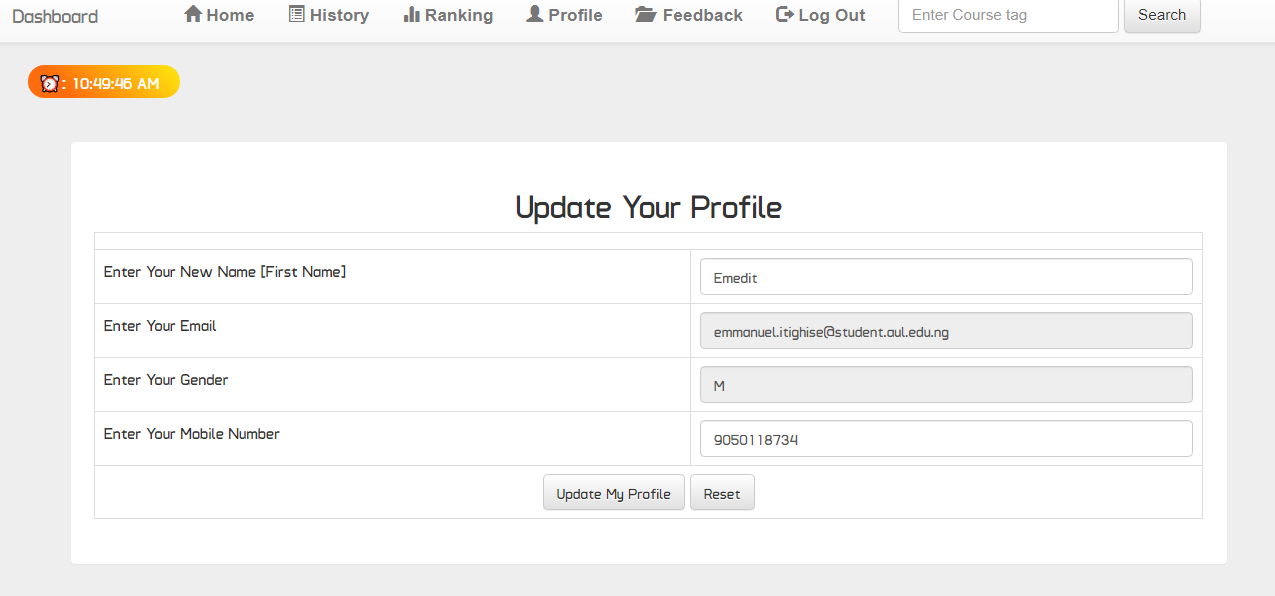 Dashboard Home History Ranking Profile Feedback Log Out Enter Course tag Search
: 10:49:46 AM
Update Your Profile
Enter Your New Name [First Name] Emedit
Enter Your Email emmanuel.itighise@student.aul.edu.ng
Enter Your Gender M
Enter Your Mobile Number 9050118734
Update My Profile Reset